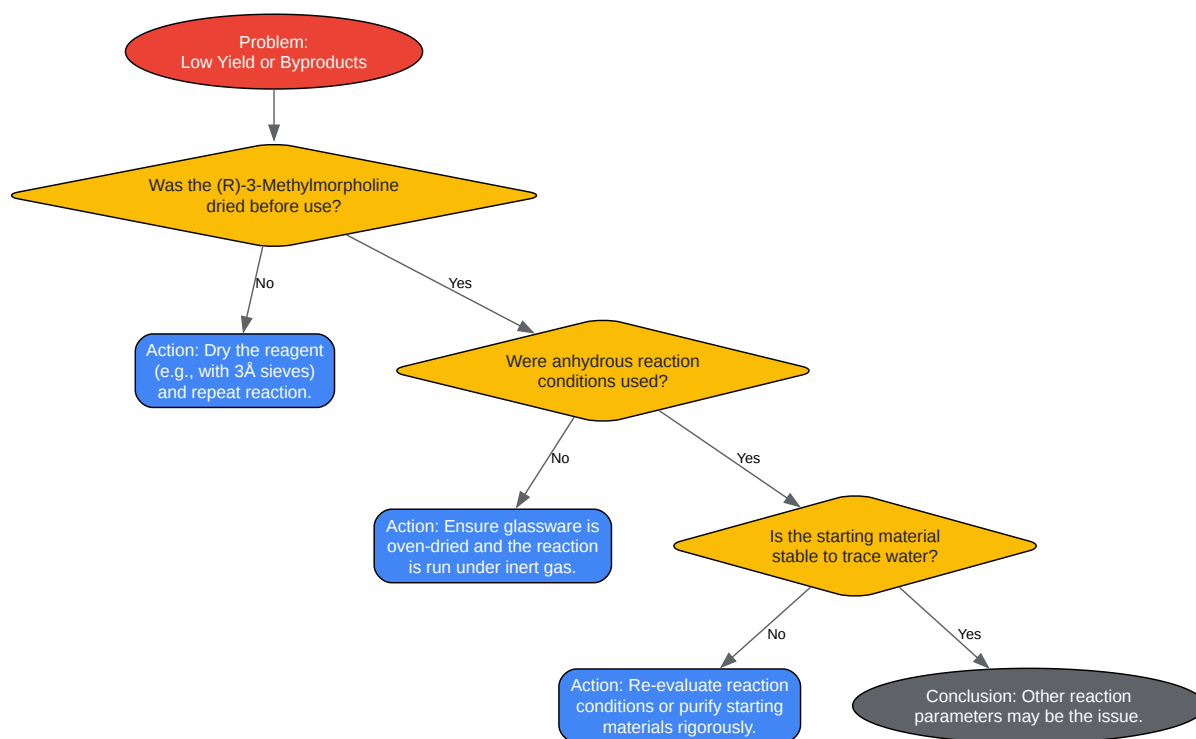 Problem:
Low Yield or Byproducts
Was the (R)-3-Methylmorpholine
dried before use?
No
Yes
Action: Dry the reagent
(e.g., with 3Å sieves)
and repeat reaction.
Were anhydrous reaction
conditions used?
No
Yes
Action: Ensure glassware is
oven-dried and the reaction
is run under inert gas.
Is the starting material
stable to trace water?
No
Yes
Action: Re-evaluate reaction
conditions or purify starting
materials rigorously.
Conclusion: Other reaction
parameters may be the issue.